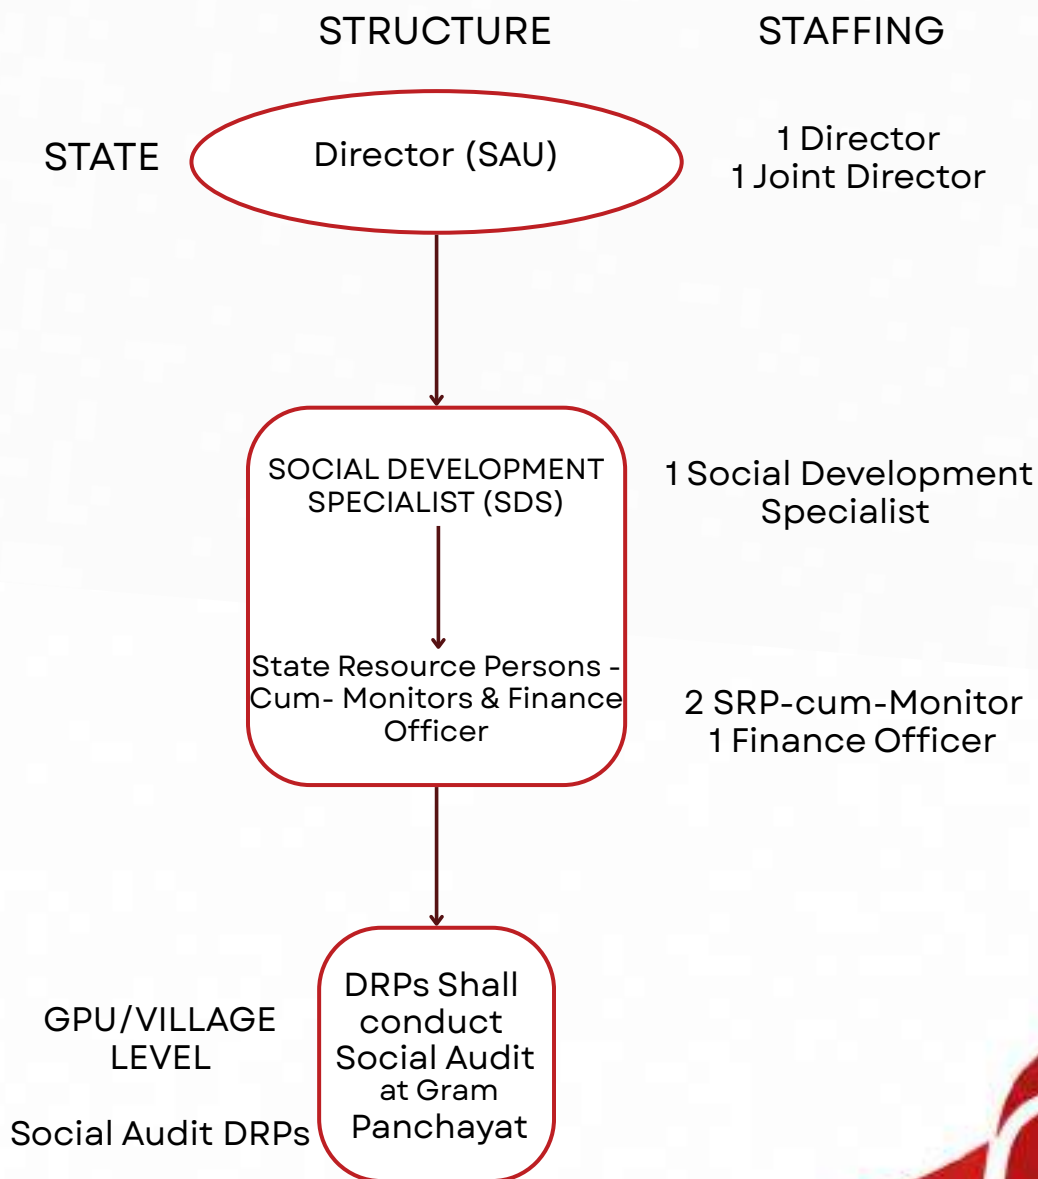 STRUCTURE
STAFFING
STATE
Director (SAU)
1 Director
1 Joint Director
SOCIAL DEVELOPMENT
SPECIALIST (SDS)
1 Social Development
Specialist
State Resource Persons -
Cum- Monitors & Finance
Officer
2 SRP-cum-Monitor
1 Finance Officer
GPU/VILLAGE
LEVEL
Social Audit DRPs
DRPs Shall
conduct
Social Audit
at Gram
Panchayat